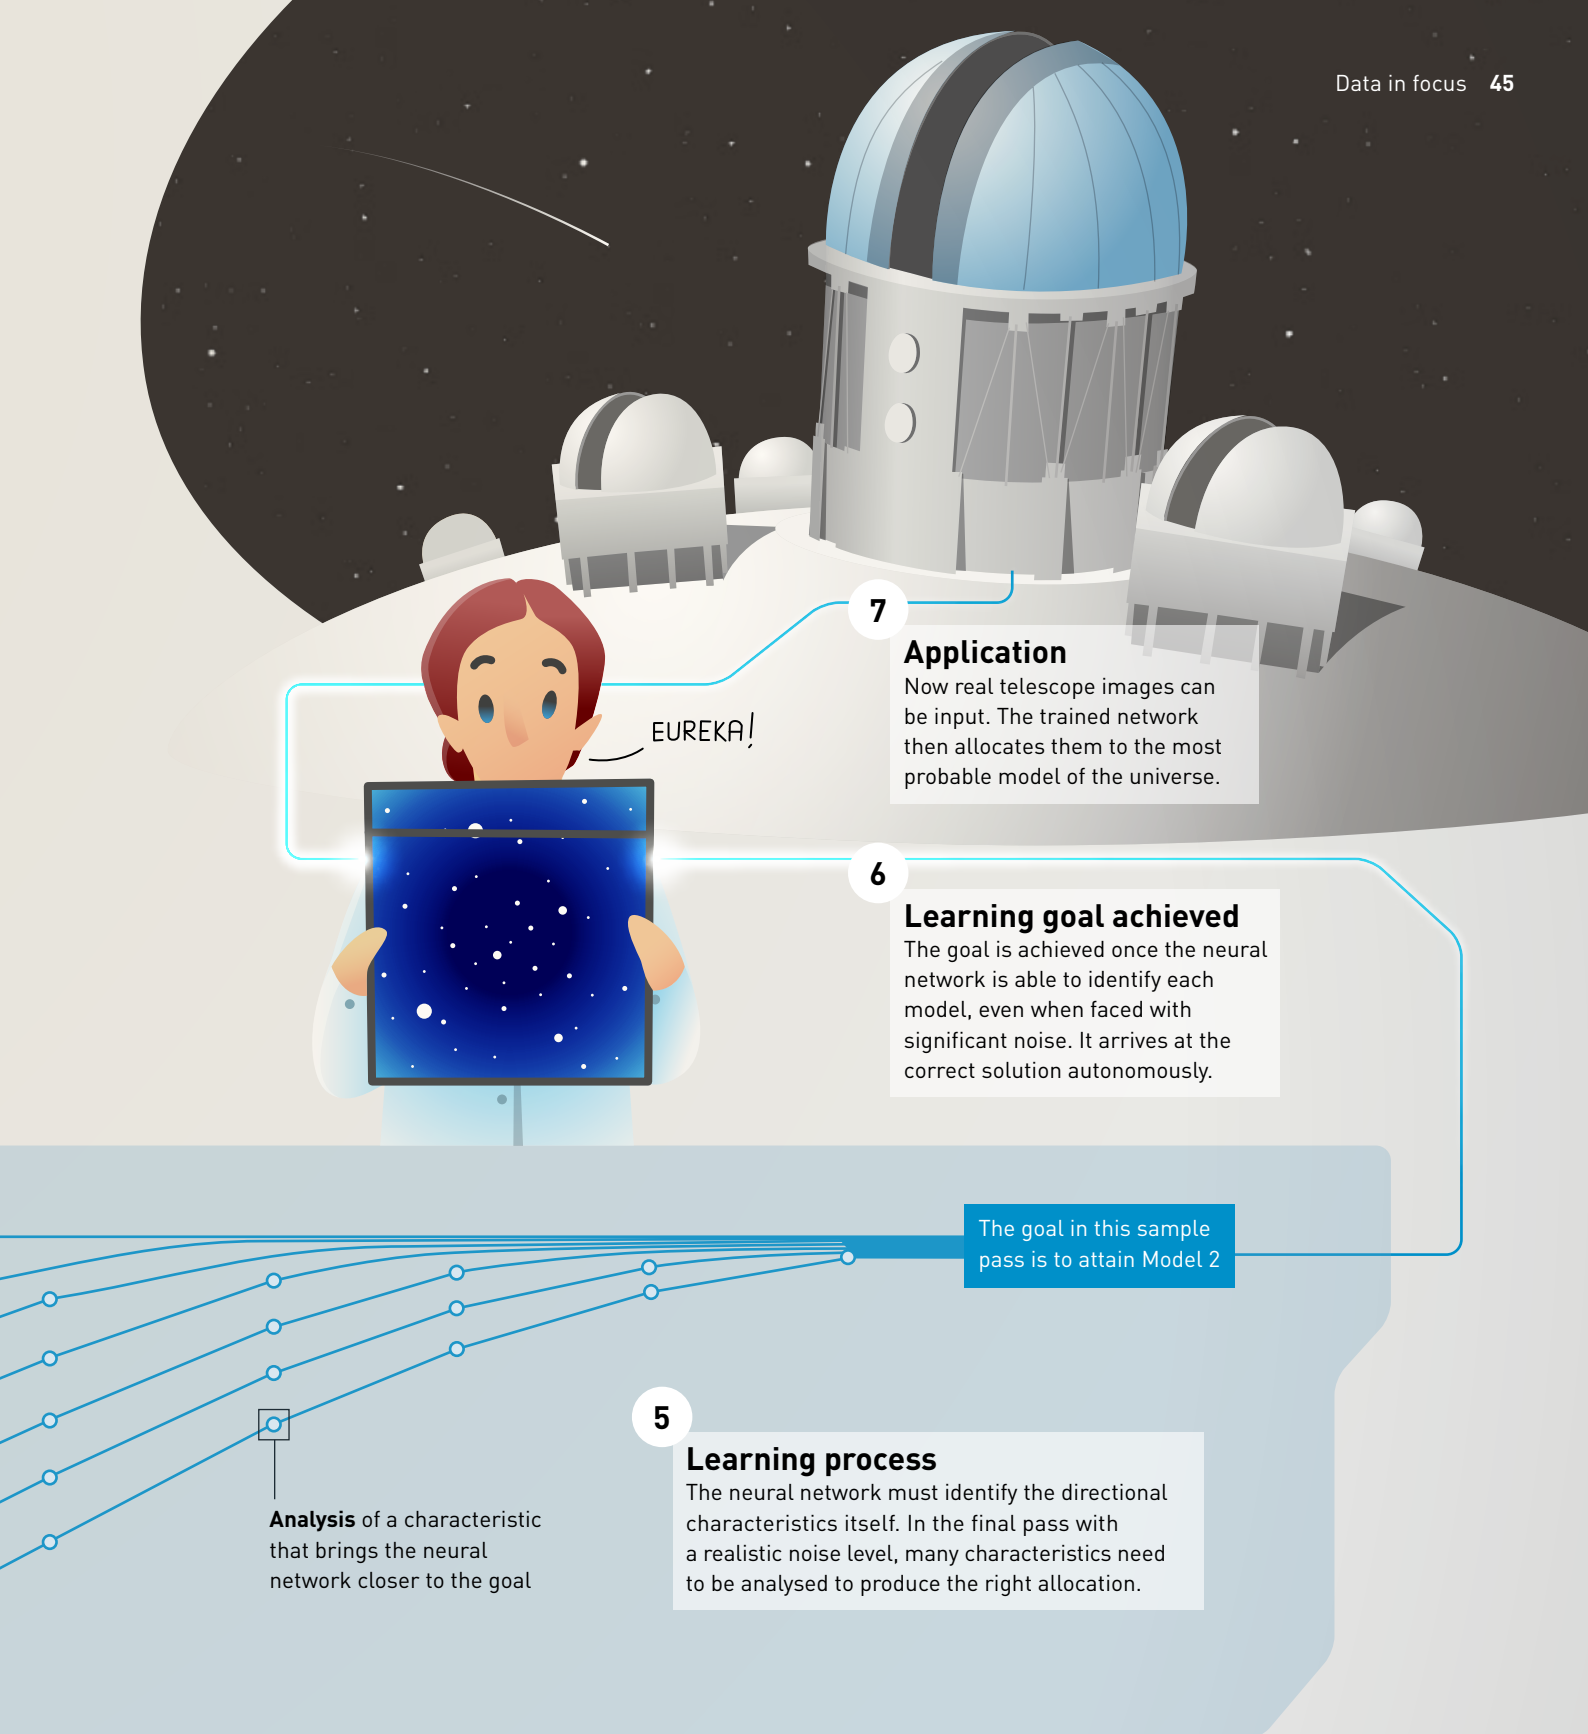 Data in focus 45
7
Application
Now real telescope images can
be input. The trained network
then allocates them to the most
probable model of the universe.
EUREKA!
6
Learning goal achieved
The goal is achieved once the neural
network is able to identify each
model, even when faced with
significant noise. It arrives at the
correct solution autonomously.
The goal in this sample
pass is to attain Model 2
5
Learning process
The neural network must identify the directional
characteristics itself. In the final pass with
a realistic noise level, many characteristics need
to be analysed to produce the right allocation.
Analysis of a characteristic
that brings the neural
network closer to the goal